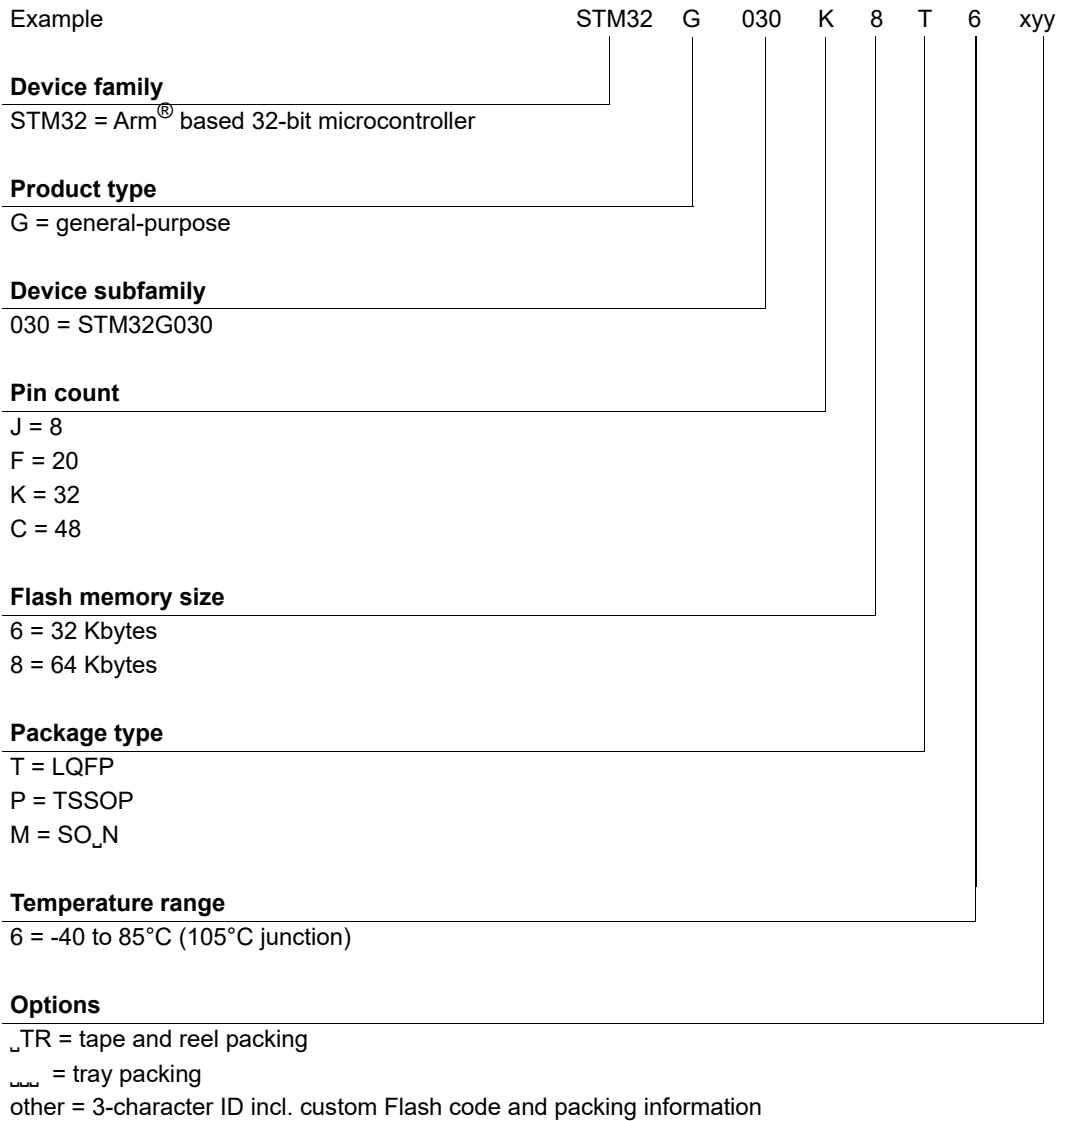 Example STM32 G 030 K 8 T 6 xyy
Device family
STM32 = Arm® based 32-bit microcontroller
Product type
G = general-purpose
Device subfamily
030 = STM32G030
Pin count
J = 8
F = 20
K = 32
C = 48
Flash memory size
6 = 32 Kbytes
8 = 64 Kbytes
Package type
T = LQFP
P = TSSOP
M = SO␣N
Temperature range
6 = -40 to 85°C (105°C junction)
Options
␣TR = tape and reel packing
␣␣␣ = tray packing
other = 3-character ID incl. custom Flash code and packing information